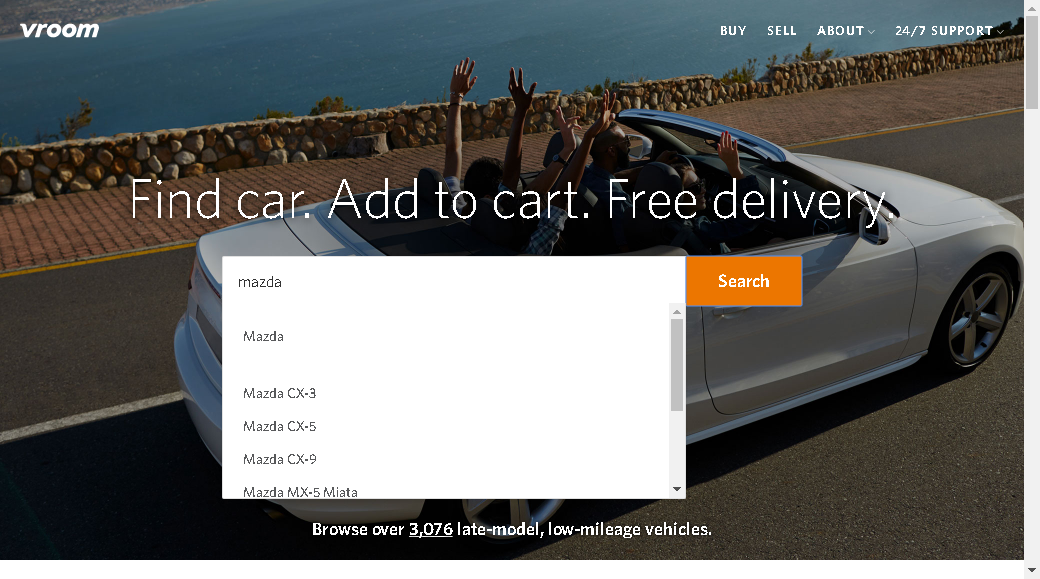 vroom
BUY SELL ABOUT 24/7 SUPPORT
Find car. Add to cart. Free delivery.
mazda
Search
Mazda
Mazda CX-3
Mazda CX-5
Mazda CX-9
Mazda MX-5 Miata
Browse over 3,076 late-model, low-mileage vehicles.